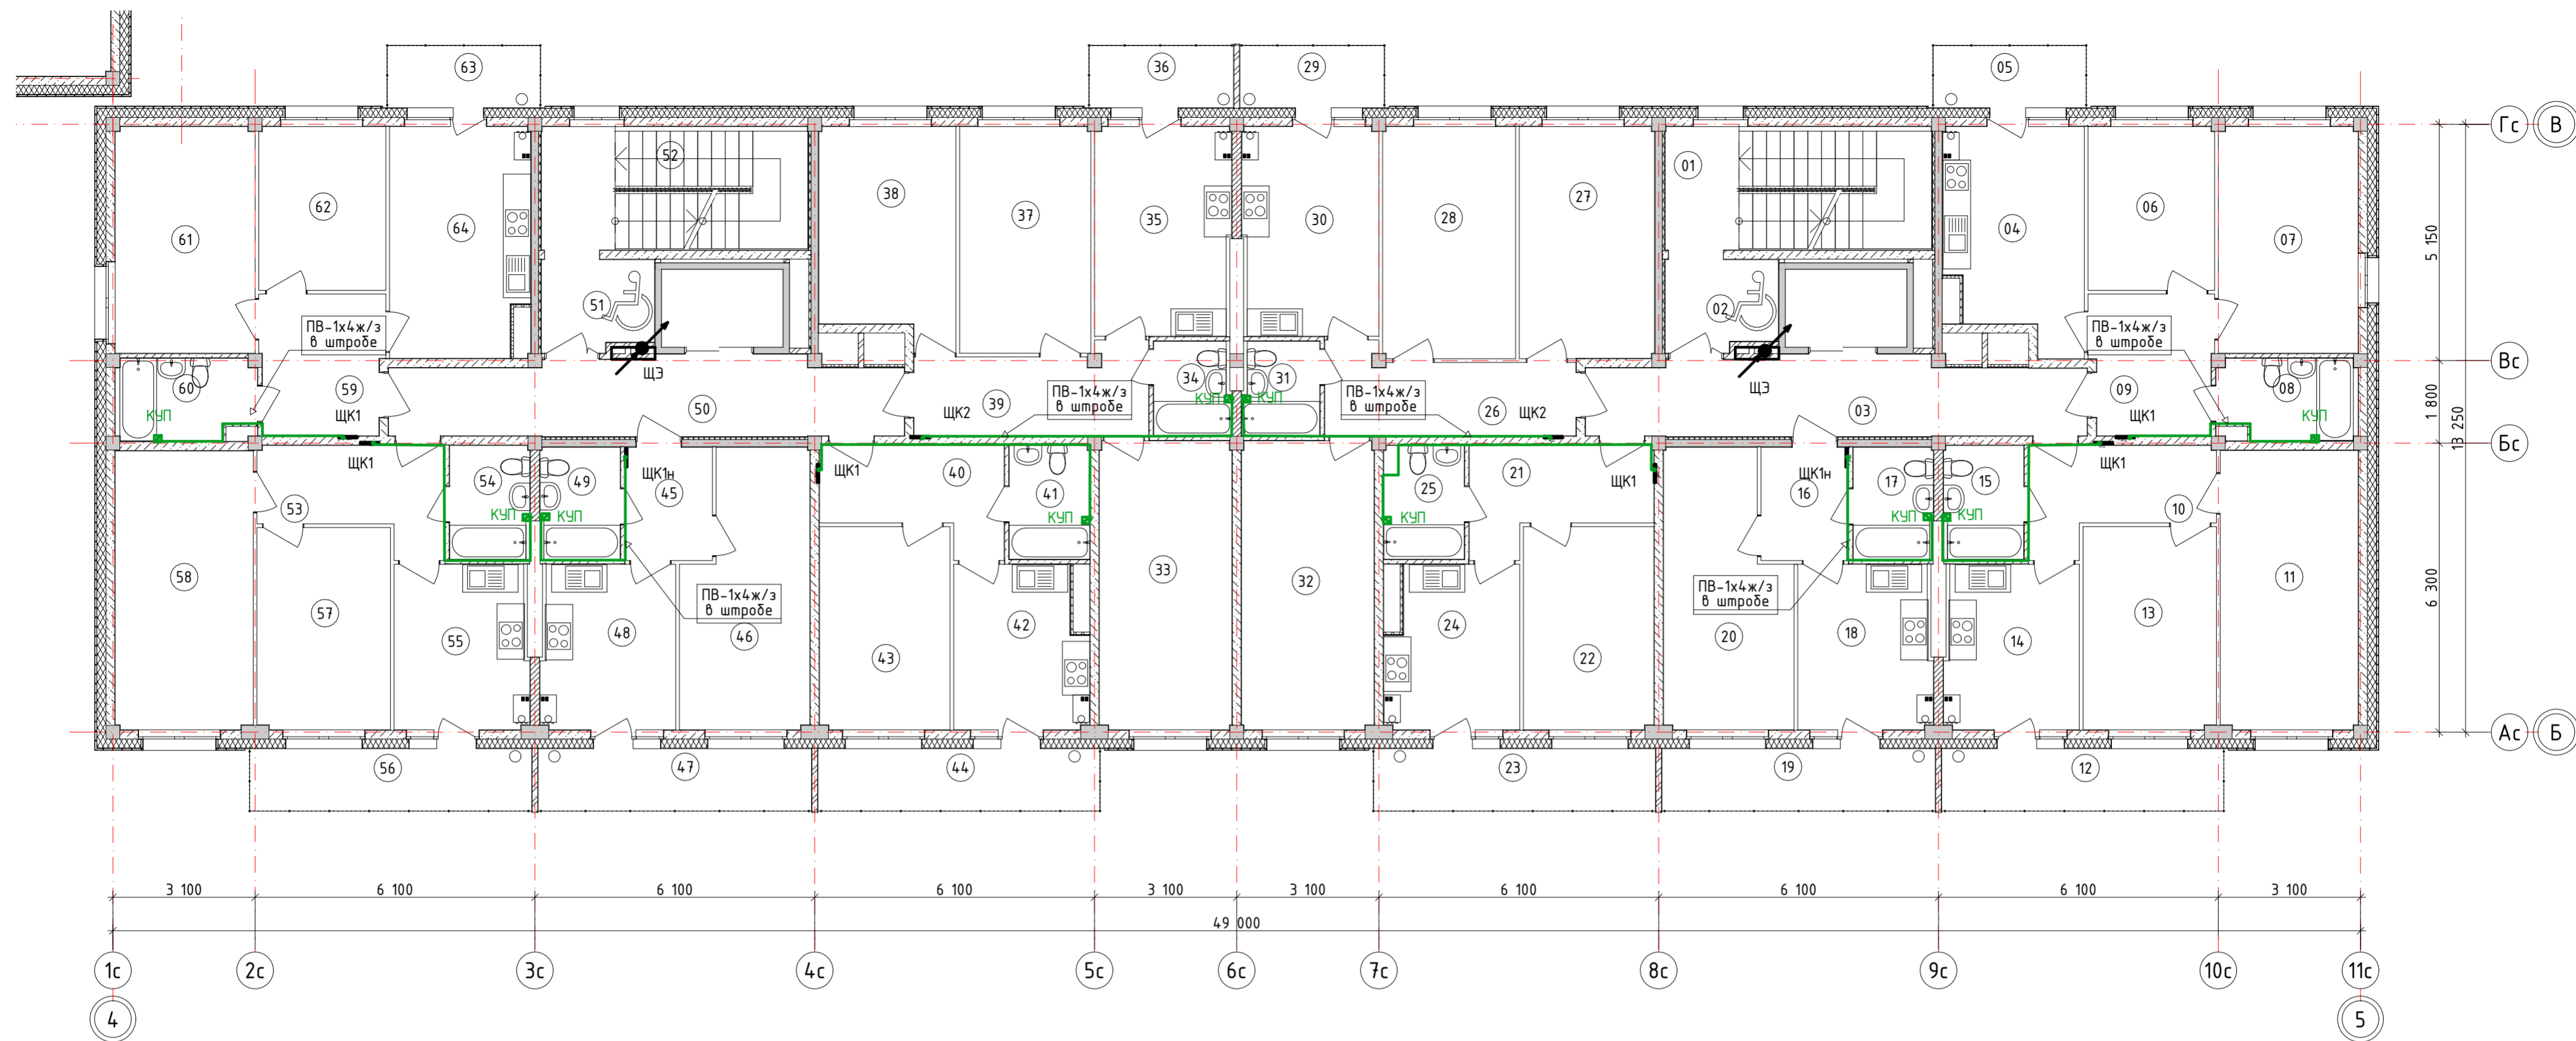 63
36
29
05
Гс
В
52
01
38
37
35
30
28
27
62
06
61
64
04
07
5 150
51
02
ПВ-1х4ж/з
в штробе
ПВ-1х4ж/з
в штробе
ЩЭ
ЩЭ
Вс
60
59
34
31
09
08
ПВ-1х4ж/з
в штробе
ПВ-1х4ж/з
в штробе
50
39
26
03
КУП
ЩК1
ЩК2
КУП
КУП
ЩК2
ЩК1
КУП
1 800
13 250
Бс
ЩК1
ЩК1н
ЩК1
ЩК1
ЩК1н
ЩК1
54
49
45
40
41
25
21
16
17
15
53
КУП
КУП
КУП
КУП
КУП
КУП
10
58
33
32
11
57
ПВ-1х4ж/з
в штробе
ПВ-1х4ж/з
в штробе
6 300
55
48
46
42
24
20
18
14
13
43
22
Ас
Б
56
47
44
23
19
12
3 100
6 100
6 100
6 100
3 100
3 100
6 100
6 100
6 100
3 100
49 000
1с
2с
3с
4с
5с
6с
7с
8с
9с
10с
11с
4
5